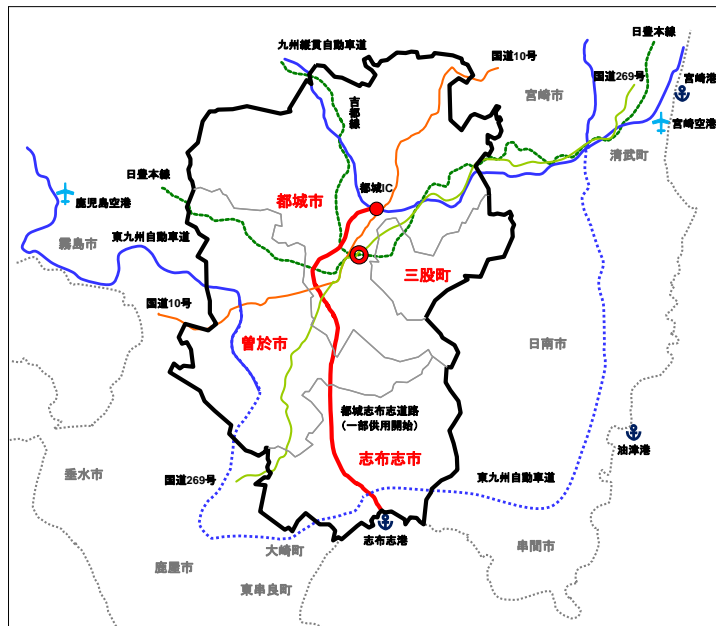 日豊本線
九州縦貫自動車道
国道10号
国道269号
宮崎港
宮崎市
吉都線
宮崎空港
清武町
日豊本線
都城IC
都城市
鹿児島空港
霧島市
東九州自動車道
三股町
国道10号
曽於市
日南市
都城志布志道路
（一部供用開始）
油津港
志布志市
垂水市
国道269号
東九州自動車道
志布志港
大崎町
串間市
鹿屋市
東串良町